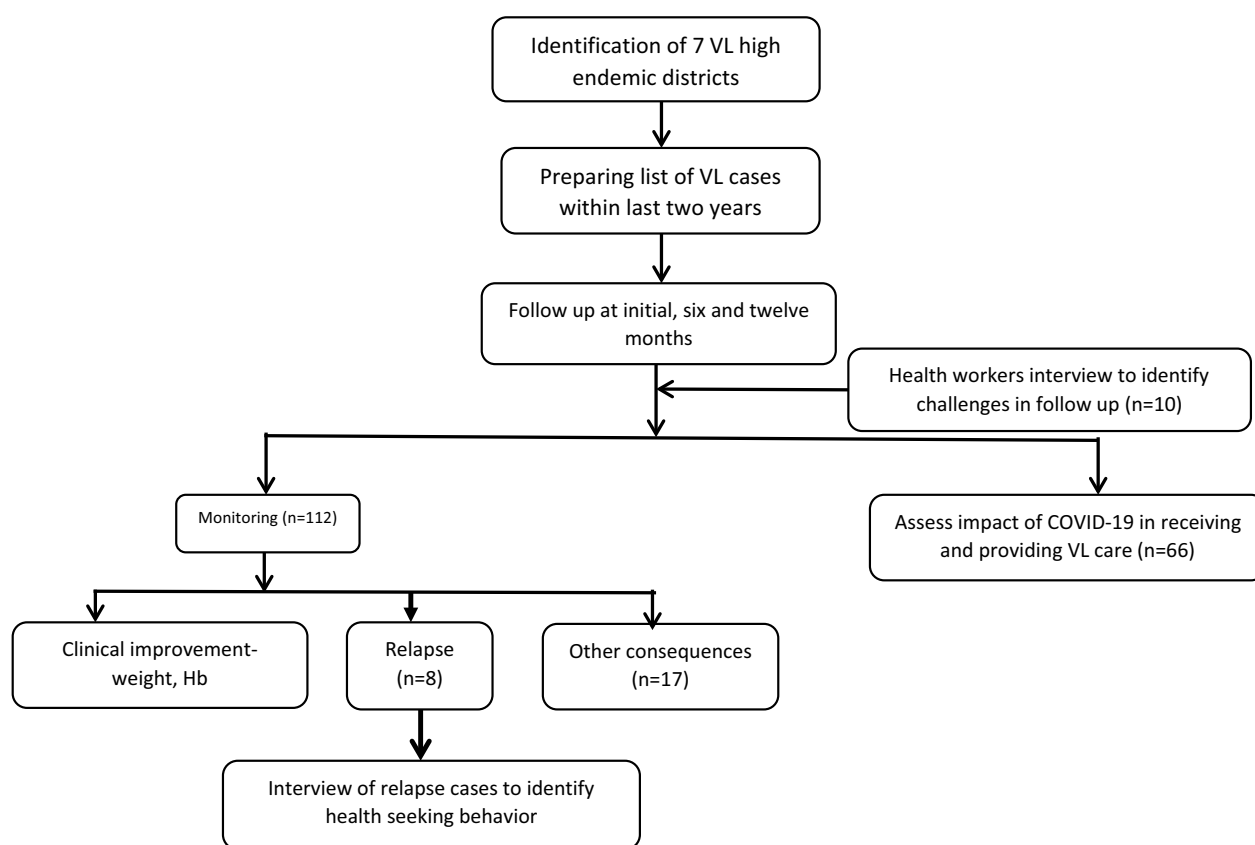 Identification of 7 VL high
endemic districts
Preparing list of VL cases
within last two years
Follow up at initial, six and twelve
months
Health workers interview to identify
challenges in follow up (n=10)
Monitoring (n=112)
Assess impact of COVID-19 in receiving
and providing VL care (n=66)
Clinical improvement-
weight, Hb
Relapse
(n=8)
Other consequences
(n=17)
Interview of relapse cases to identify
health seeking behavior